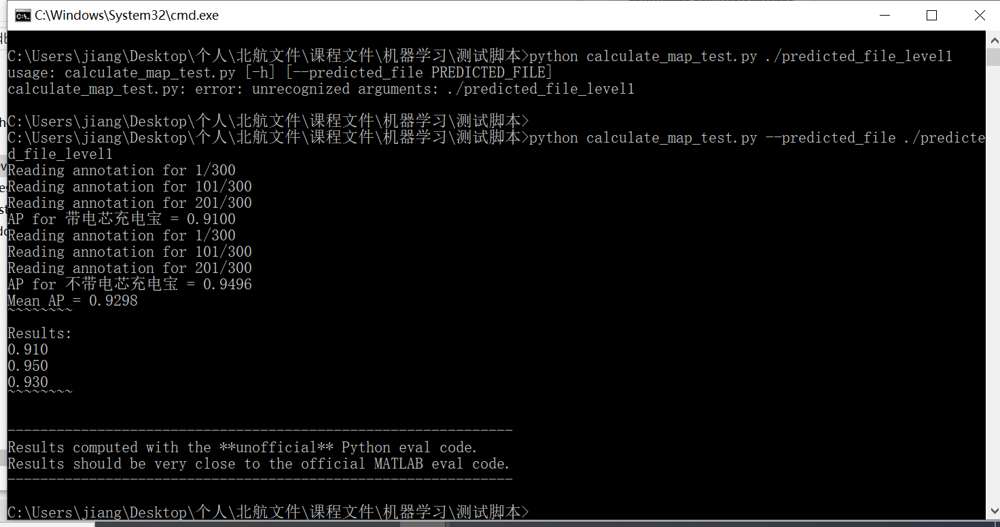 C:\Windows\System32\cmd.exe
C:\Users\jiang\Desktop\个人\北航文件\课程文件\机器学习\测试脚本>python calculate_map_test.py ./predicted_file_level1
usage: calculate_map_test.py [-h] [--predicted_file PREDICTED_FILE]
calculate_map_test.py: error: unrecognized arguments: ./predicted_file_level1
C:\Users\jiang\Desktop\个人\北航文件\课程文件\机器学习\测试脚本>
C:\Users\jiang\Desktop\个人\北航文件\课程文件\机器学习\测试脚本>python calculate_map_test.py --predicted_file ./predicte
d_file_level1
Reading annotation for 1/300
Reading annotation for 101/300
Reading annotation for 201/300
AP for 带电芯充电宝 = 0.9100
Reading annotation for 1/300
Reading annotation for 101/300
Reading annotation for 201/300
AP for 不带电芯充电宝 = 0.9496
Mean AP = 0.9298
~~~~~~~~
Results:
0.910
0.950
0.930
~~~~~~~~
--------------------------------------------------------------
Results computed with the **unofficial** Python eval code.
Results should be very close to the official MATLAB eval code.
--------------------------------------------------------------
C:\Users\jiang\Desktop\个人\北航文件\课程文件\机器学习\测试脚本>